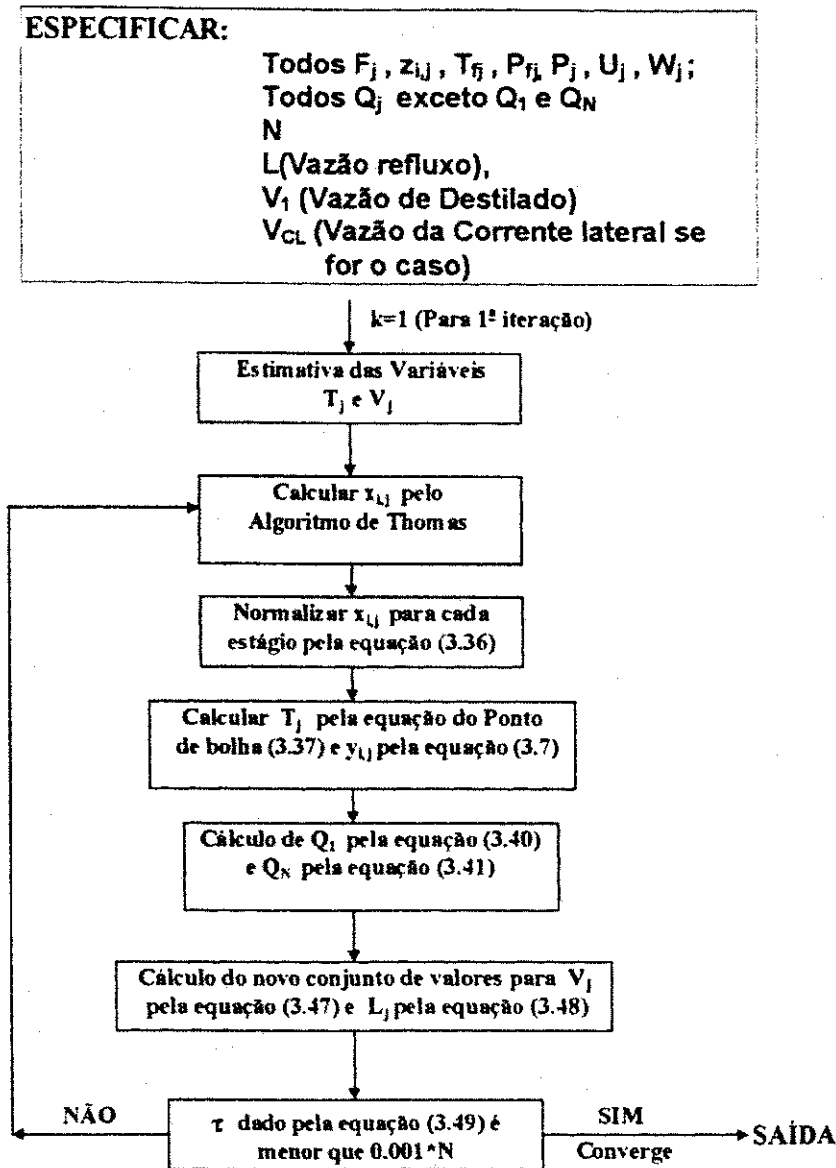 ESPECIFICAR:
Todos Fj , zi,j , Tfj , Pfj, Pj , Uj , Wj;
Todos Qj exceto Q1 e QN
N
L(Vazão refluxo),
V1 (Vazão de Destilado)
VCL (Vazão da Corrente lateral se
for o caso)
k=1 (Para 1ª iteração)
Estimativa das Variáveis
Tj e Vj
Calcular xi,j pelo
Algoritmo de Thomas
Normalizar xi,j para cada
estágio pela equação (3.36)
Calcular Tj pela equação do Ponto
de bolha (3.37) e yi,j pela equação (3.7)
Cálculo de Q1 pela equação (3.40)
e QN pela equação (3.41)
Cálculo do novo conjunto de valores para Vj
pela equação (3.47) e Lj pela equação (3.48)
NÃO
τ dado pela equação (3.49) é
menor que 0.001*N
SIM
Converge
SAÍDA